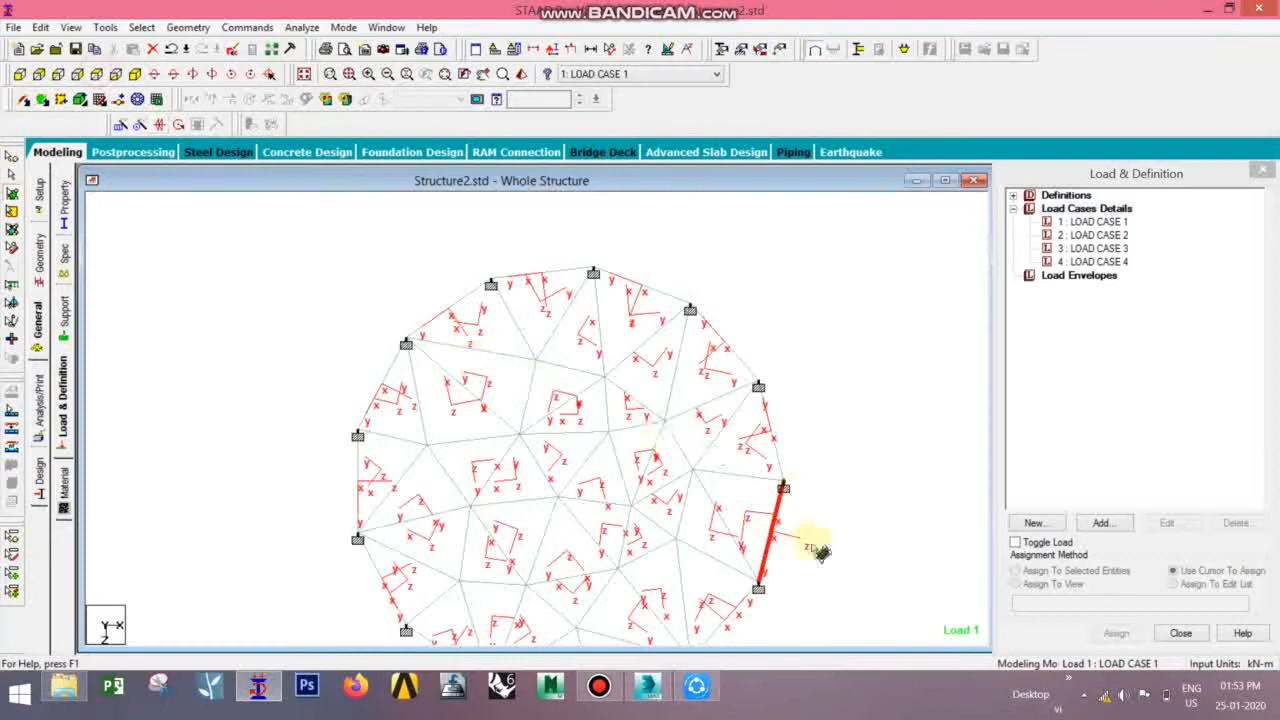 STAAD
www.BANDICAM.com
re2.std
File Edit View Tools Select Geometry Commands Analyze Mode Window Help
1: LOAD CASE 1
Modeling Postprocessing Steel Design Concrete Design Foundation Design RAM Connection Bridge Deck Advanced Slab Design Piping Earthquake
Setup
Geometry
General
Analysis/Print
Design
Property
Spec
Support
Load & Definition
Material
Structure2.std - Whole Structure
Load 1
Load & Definition
Definitions
Load Cases Details
1 : LOAD CASE 1
2 : LOAD CASE 2
3 : LOAD CASE 3
4 : LOAD CASE 4
Load Envelopes
New... Add... Edit... Delete...
Toggle Load
Assignment Method
Assign To Selected Entities Use Cursor To Assign
Assign To View Assign To Edit List
Assign Close Help
Y X
Z
For Help, press F1
Modeling Mo Load 1 : LOAD CASE 1 Input Units: kN-m
Ps
6
Desktop
vi
ENG
US
01:53 PM
25-01-2020